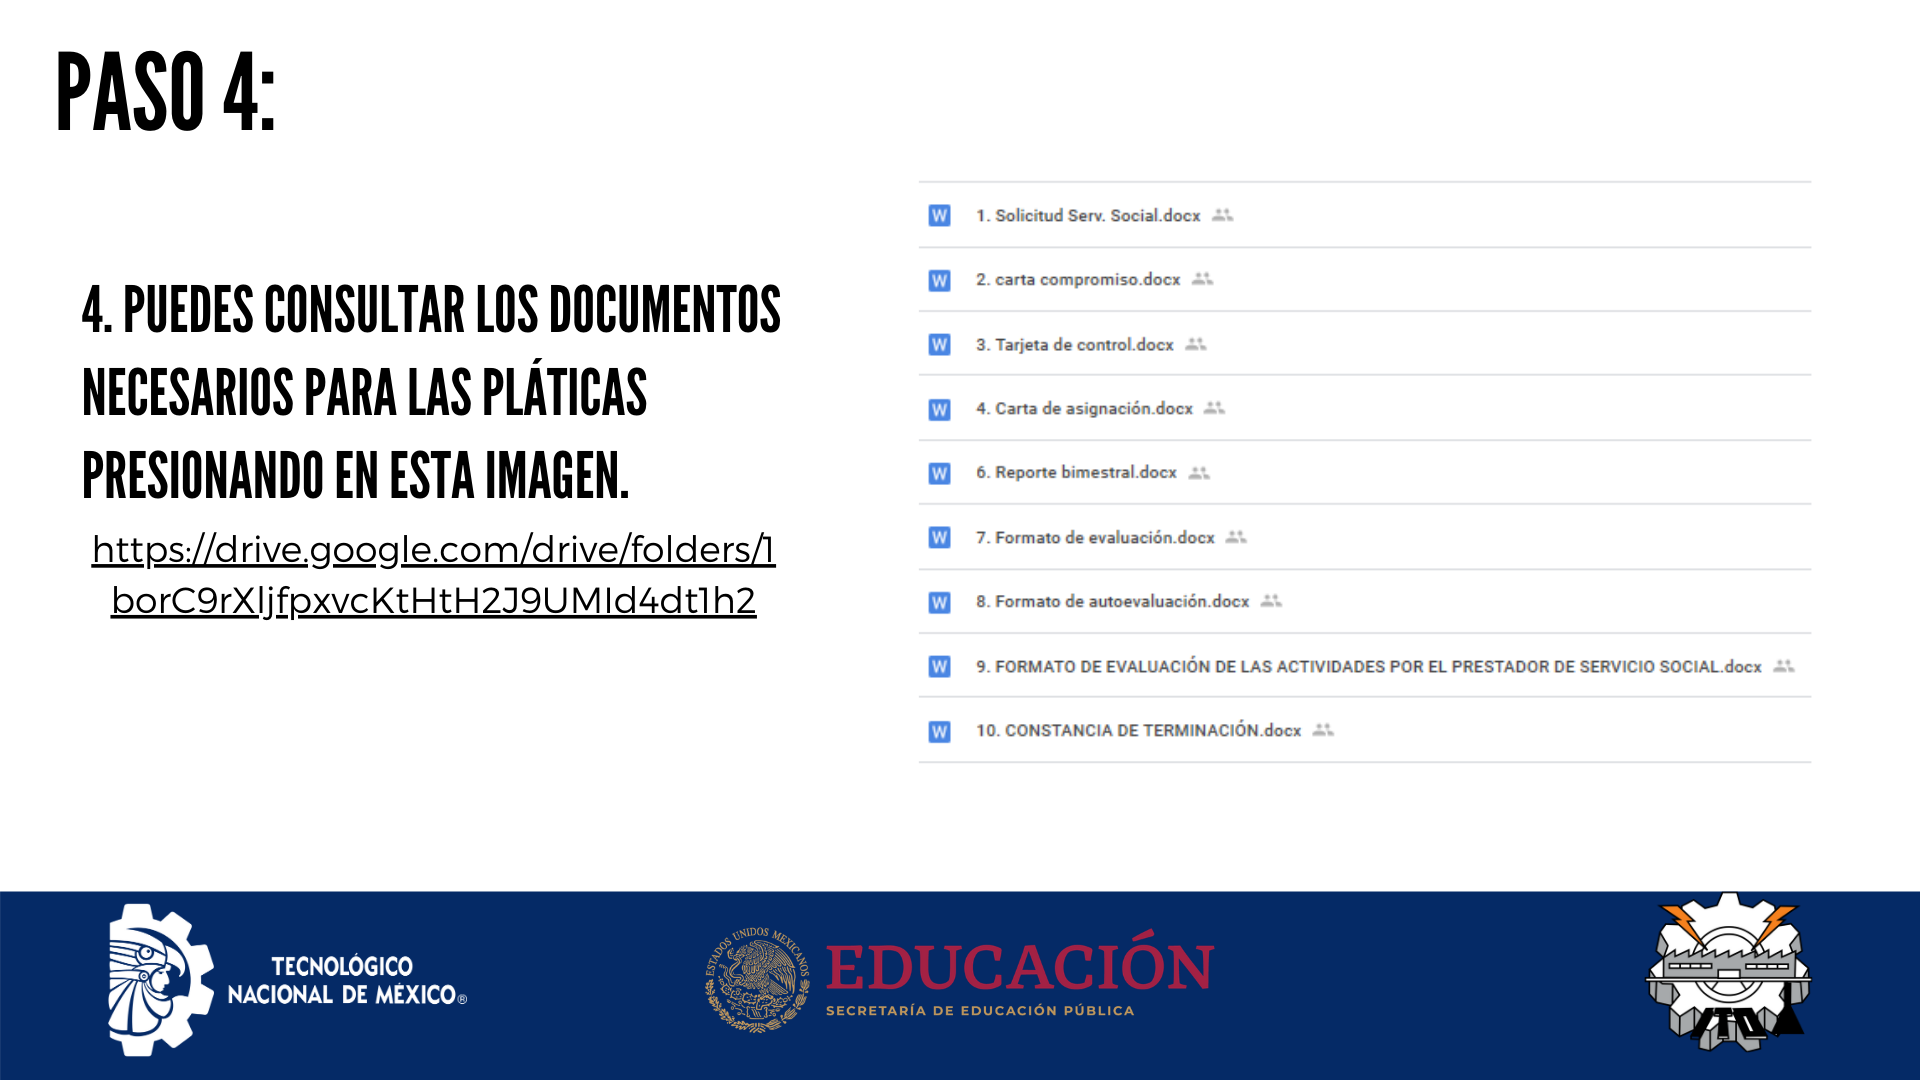 PASO 4:
4. PUEDES CONSULTAR LOS DOCUMENTOS
NECESARIOS PARA LAS PLÁTICAS
PRESIONANDO EN ESTA IMAGEN.
https://drive.google.com/drive/folders/1
borC9rXljfpxvcKtHtH2J9UMId4dt1h2
W 1. Solicitud Serv. Social.docx
W 2. carta compromiso.docx
W 3. Tarjeta de control.docx
W 4. Carta de asignación.docx
W 6. Reporte bimestral.docx
W 7. Formato de evaluación.docx
W 8. Formato de autoevaluación.docx
W 9. FORMATO DE EVALUACIÓN DE LAS ACTIVIDADES POR EL PRESTADOR DE SERVICIO SOCIAL.docx
W 10. CONSTANCIA DE TERMINACIÓN.docx
TECNOLÓGICO
NACIONAL DE MÉXICO®
ESTADOS UNIDOS MEXICANOS
EDUCACIÓN
SECRETARÍA DE EDUCACIÓN PÚBLICA